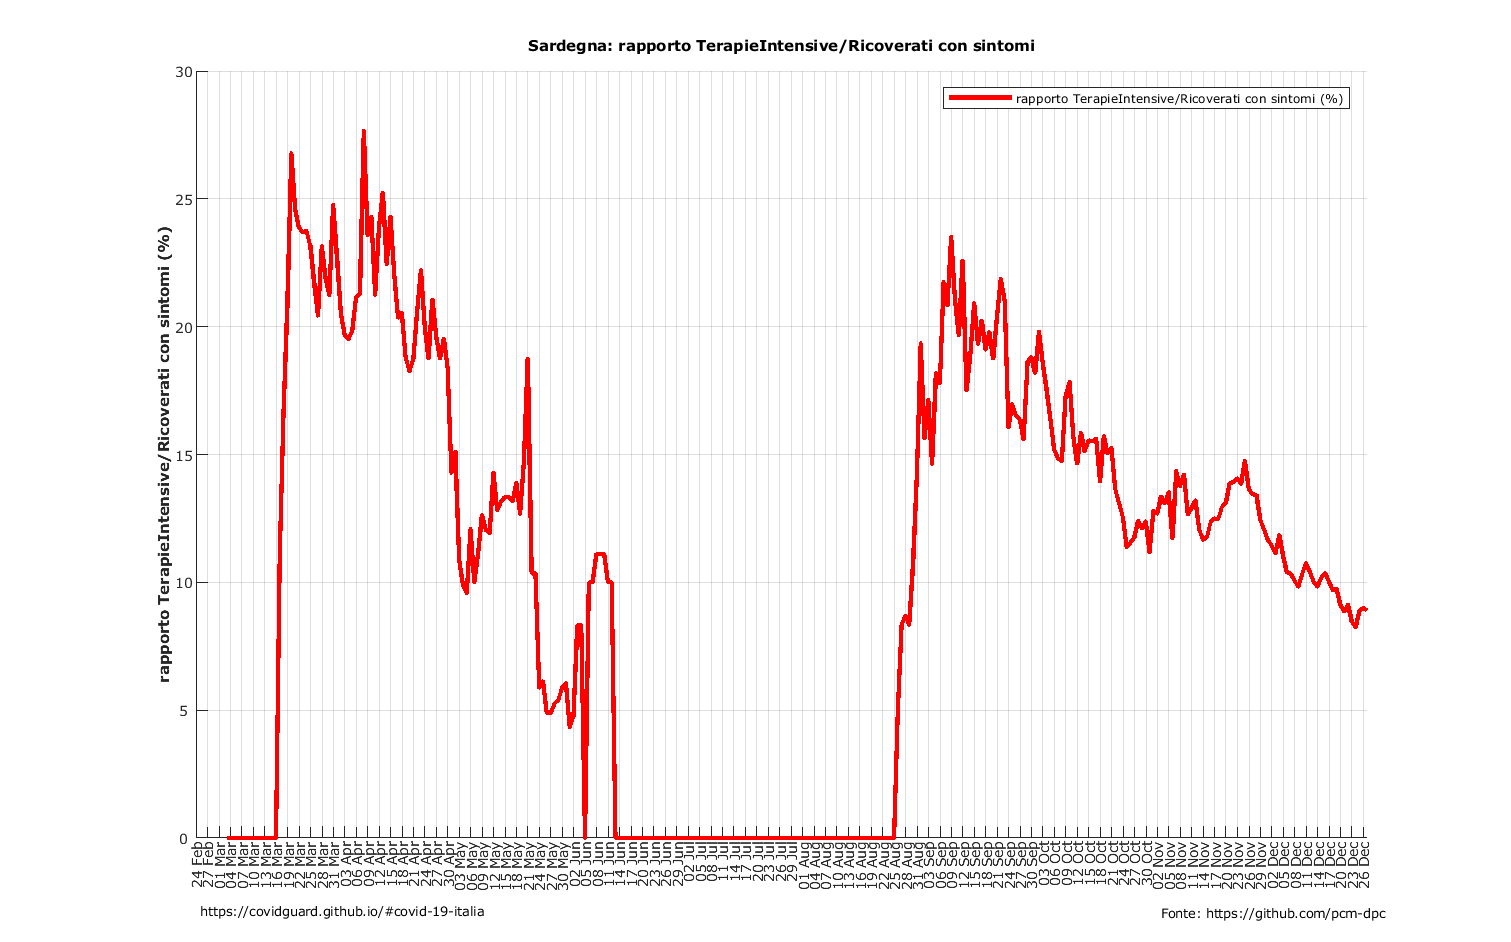 Sardegna: rapporto TerapieIntensive/Ricoverati con sintomi
rapporto TerapieIntensive/Ricoverati con sintomi (%)
rapporto TerapieIntensive/Ricoverati con sintomi (%)
30
25
20
15
10
5
0
24 Feb
27 Feb
01 Mar
04 Mar
07 Mar
10 Mar
13 Mar
16 Mar
19 Mar
22 Mar
25 Mar
28 Mar
31 Mar
03 Apr
06 Apr
09 Apr
12 Apr
15 Apr
18 Apr
21 Apr
24 Apr
27 Apr
30 Apr
03 May
06 May
09 May
12 May
15 May
18 May
21 May
24 May
27 May
30 May
02 Jun
05 Jun
08 Jun
11 Jun
14 Jun
17 Jun
20 Jun
23 Jun
26 Jun
29 Jun
02 Jul
05 Jul
08 Jul
11 Jul
14 Jul
17 Jul
20 Jul
23 Jul
26 Jul
29 Jul
01 Aug
04 Aug
07 Aug
10 Aug
13 Aug
16 Aug
19 Aug
22 Aug
25 Aug
28 Aug
31 Aug
03 Sep
06 Sep
09 Sep
12 Sep
15 Sep
18 Sep
21 Sep
24 Sep
27 Sep
30 Sep
03 Oct
06 Oct
09 Oct
12 Oct
15 Oct
18 Oct
21 Oct
24 Oct
27 Oct
30 Oct
02 Nov
05 Nov
08 Nov
11 Nov
14 Nov
17 Nov
20 Nov
23 Nov
26 Nov
29 Nov
02 Dec
05 Dec
08 Dec
11 Dec
14 Dec
17 Dec
20 Dec
23 Dec
26 Dec
https://covidguard.github.io/#covid-19-italia
Fonte: https://github.com/pcm-dpc